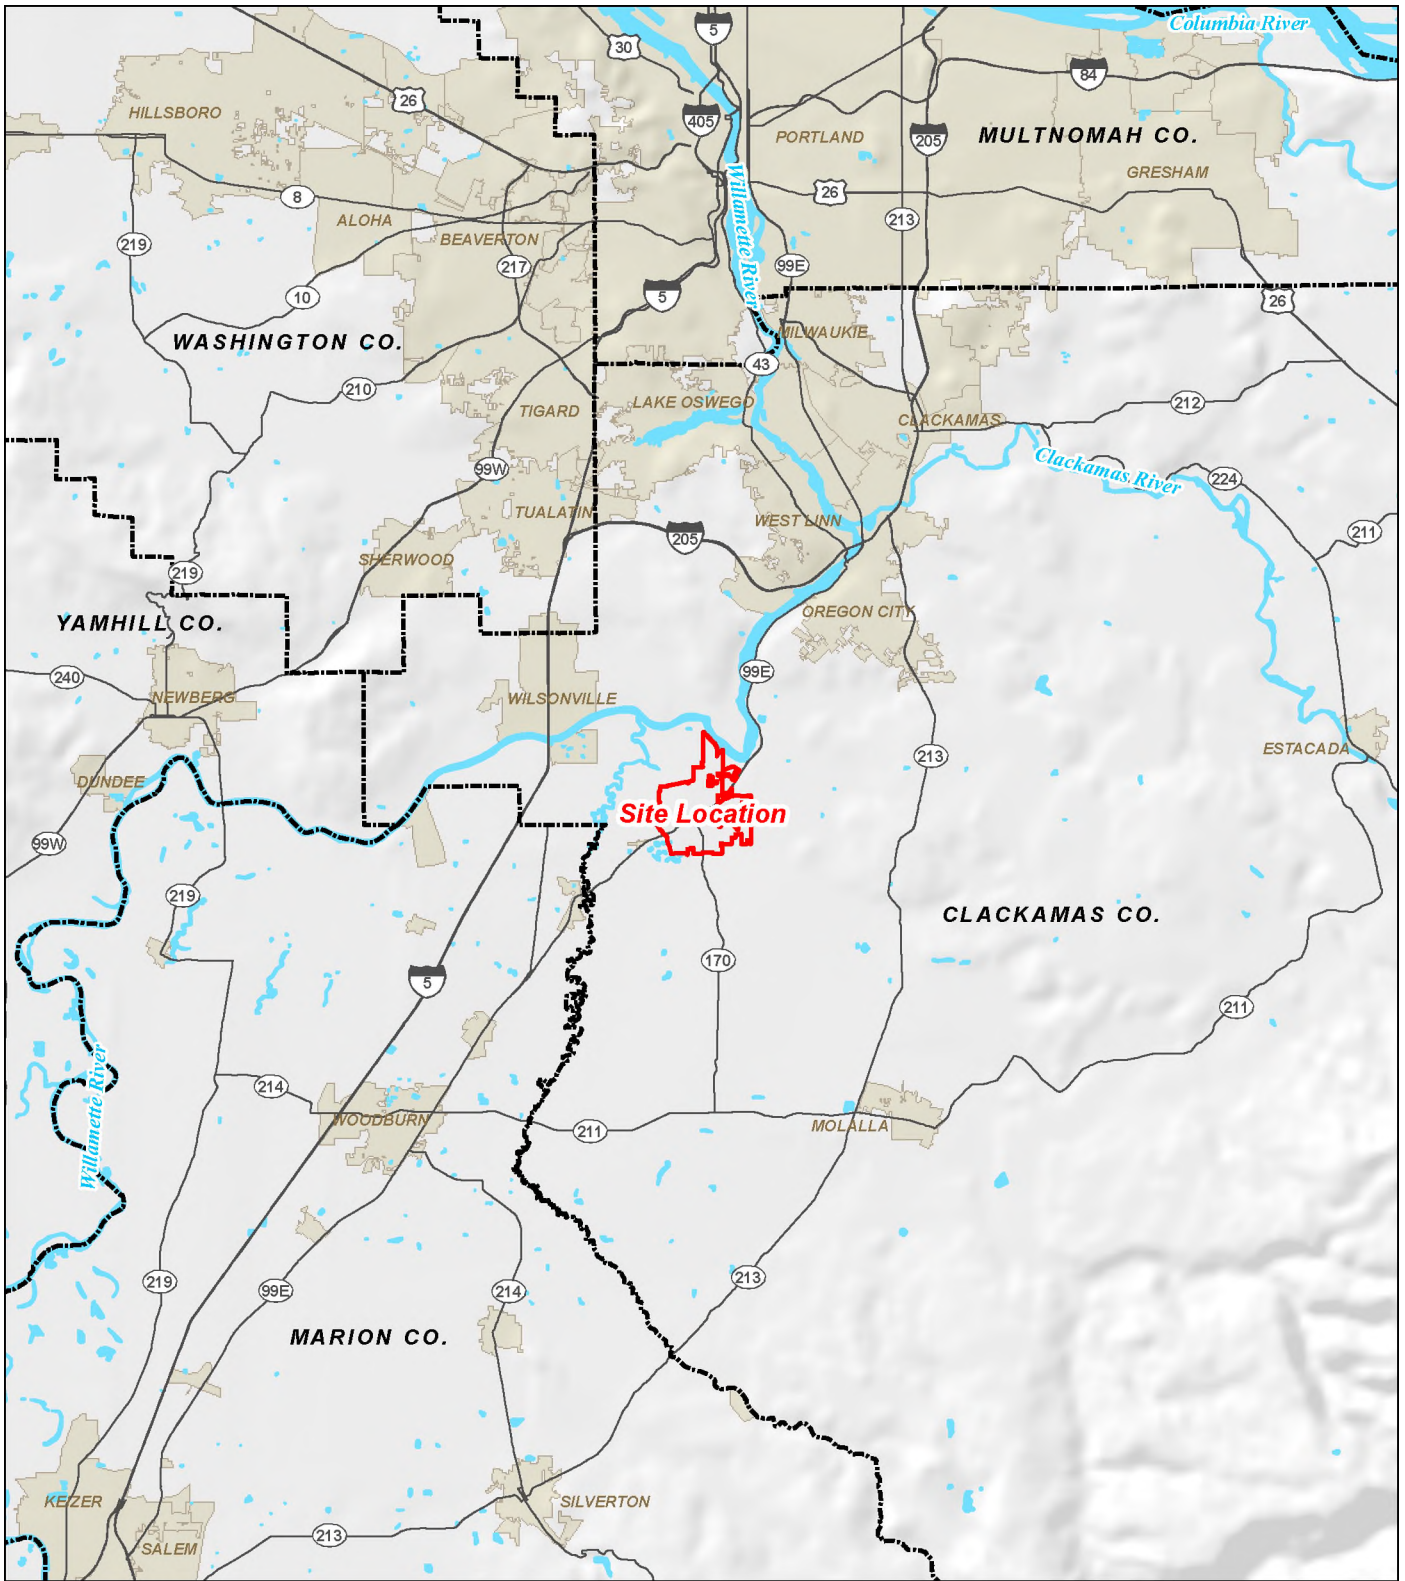 Columbia River
5
30
84
26
HILLSBORO
405
PORTLAND
205
MULTNOMAH CO.
GRESHAM
Willamette River
26
8
213
ALOHA
BEAVERTON
219
217
99E
10
5
26
WASHINGTON CO.
MILWAUKIE
43
210
LAKE OSWEGO
212
TIGARD
CLACKAMAS
Clackamas River
99W
224
TUALATIN
WEST LINN
205
211
SHERWOOD
219
YAMHILL CO.
OREGON CITY
240
99E
NEWBERG
WILSONVILLE
213
ESTACADA
DUNDEE
Site Location
99W
219
CLACKAMAS CO.
170
5
211
Willamette River
214
WOODBURN
211
MOLALLA
219
99E
214
213
MARION CO.
KEIZER
SILVERTON
213
SALEM